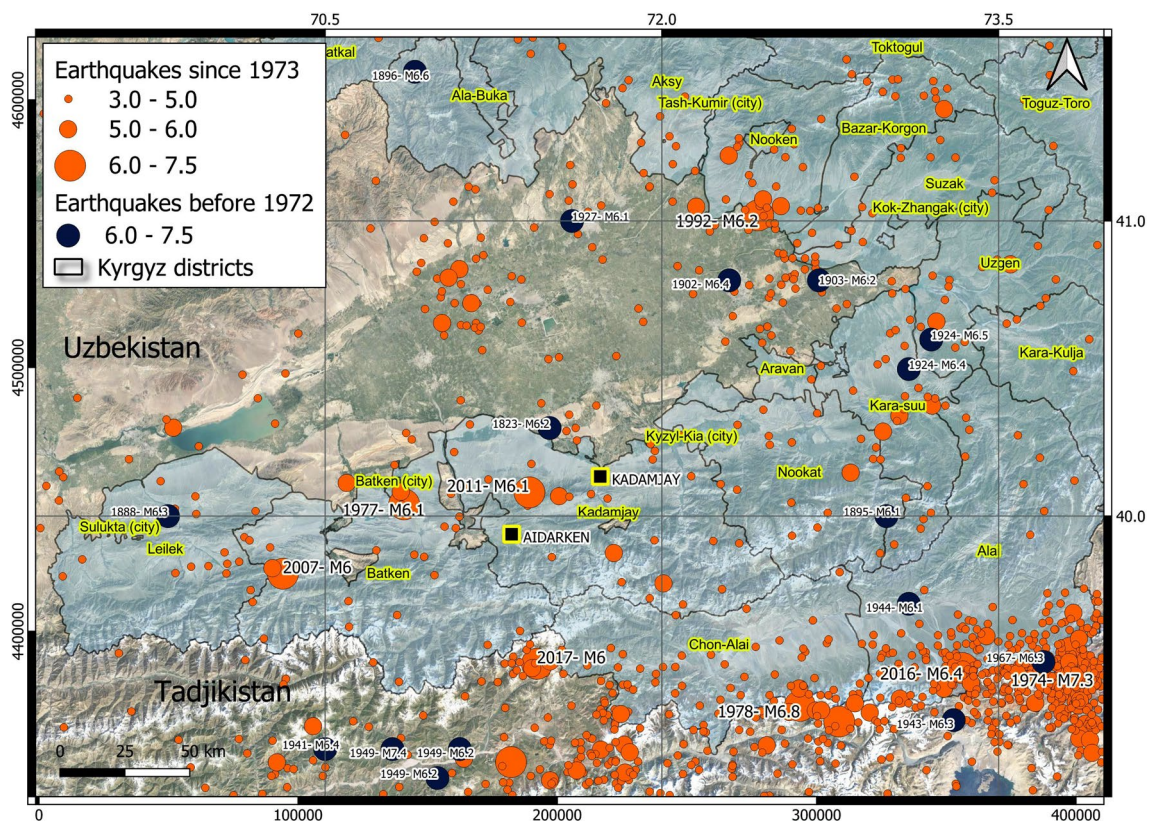 70.5
72.0
73.5
Earthquakes since 1973
3.0 - 5.0
5.0 - 6.0
6.0 - 7.5
Earthquakes before 1972
6.0 - 7.5
Kyrgyz districts
atkal
1896- M6.6
Ala-Buka
Aksy
Tash-Kumir (city)
Toktogul
Toguz-Toro
Nooken
Bazar-Korgon
Suzak
Kok-Zhangak (city)
1927- M6.1
1992- M6.2
41.0
1902- M6.4
1903- M6.2
Uzgen
Uzbekistan
1924- M6.5
Kara-Kulja
1924- M6.4
Aravan
Kara-suu
1823- M6.2
Kyzyl-Kia (city)
Nookat
Batken (city)
2011- M6.1
KADAMJAY
1977- M6.1
Kadamjay
1888- M6.3
Sulukta (city)
1895- M6.1
40.0
AIDARKEN
Leilek
Alai
2007- M6
Batken
1944- M6.1
Chon-Alai
2017- M6
1967- M6.3
2016- M6.4
1974- M7.3
Tadjikistan
1978- M6.8
1943- M6.3
1941- M6.4
1949- M7.4
1949- M6.2
1949- M6.2
0
25
50 km
4600000
4500000
4400000
0
100000
200000
300000
400000